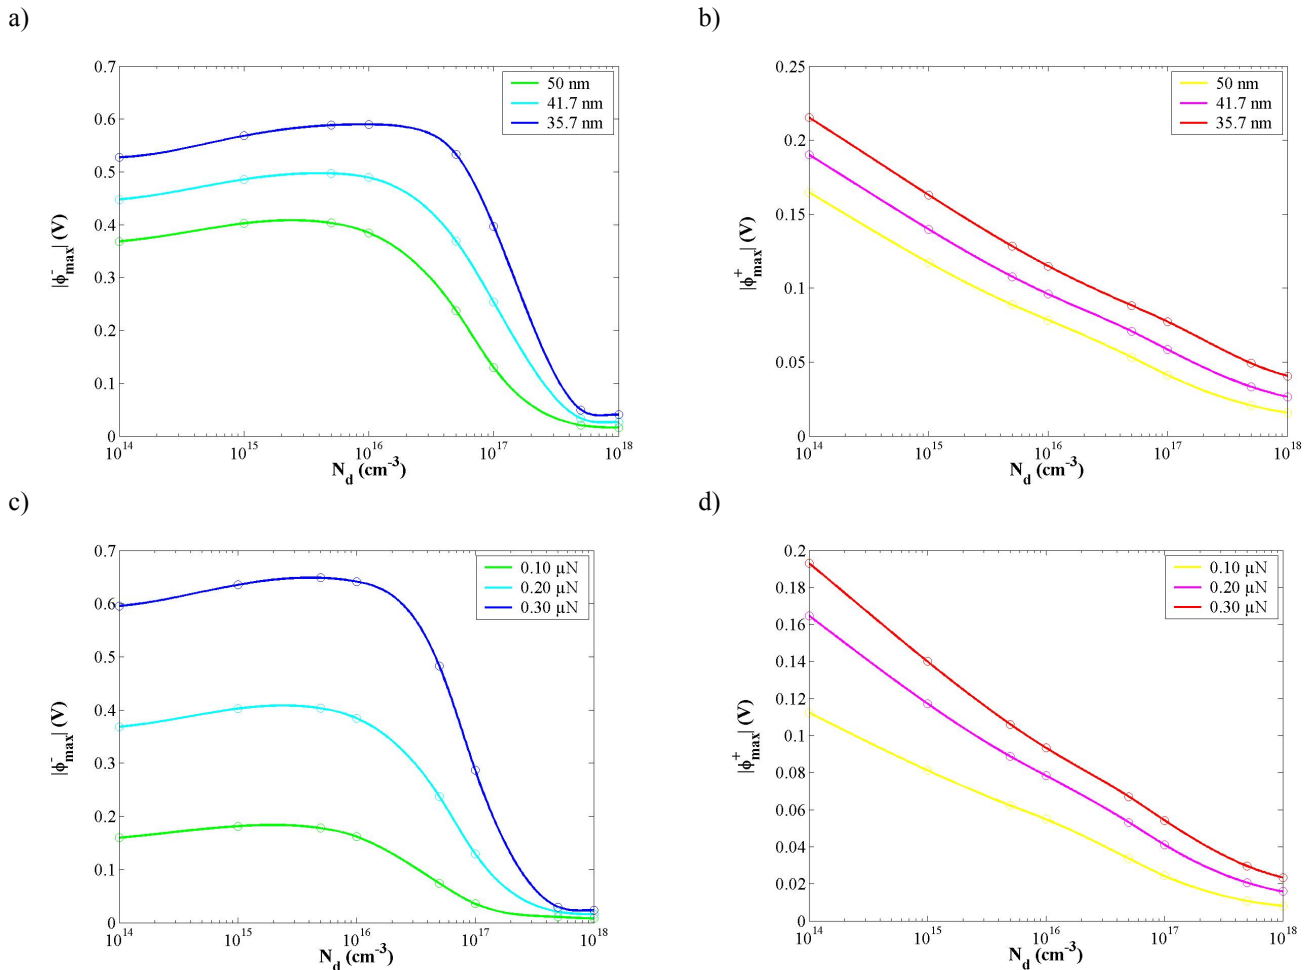 a)
b)
0.7
0.6
0.5
0.4
0.3
0.2
0.1
0
|ϕ⁻max| (V)
10¹⁴ 10¹⁵ 10¹⁶ 10¹⁷ 10¹⁸
N_d (cm⁻³)
50 nm
41.7 nm
35.7 nm
0.25
0.2
0.15
0.1
0.05
0
|ϕ⁺max| (V)
10¹⁴ 10¹⁵ 10¹⁶ 10¹⁷ 10¹⁸
N_d (cm⁻³)
50 nm
41.7 nm
35.7 nm
c)
d)
0.7
0.6
0.5
0.4
0.3
0.2
0.1
0
|ϕ⁻max| (V)
10¹⁴ 10¹⁵ 10¹⁶ 10¹⁷ 10¹⁸
N_d (cm⁻³)
0.10 µN
0.20 µN
0.30 µN
0.2
0.18
0.16
0.14
0.12
0.1
0.08
0.06
0.04
0.02
0
|ϕ⁺max| (V)
10¹⁴ 10¹⁵ 10¹⁶ 10¹⁷ 10¹⁸
N_d (cm⁻³)
0.10 µN
0.20 µN
0.30 µN